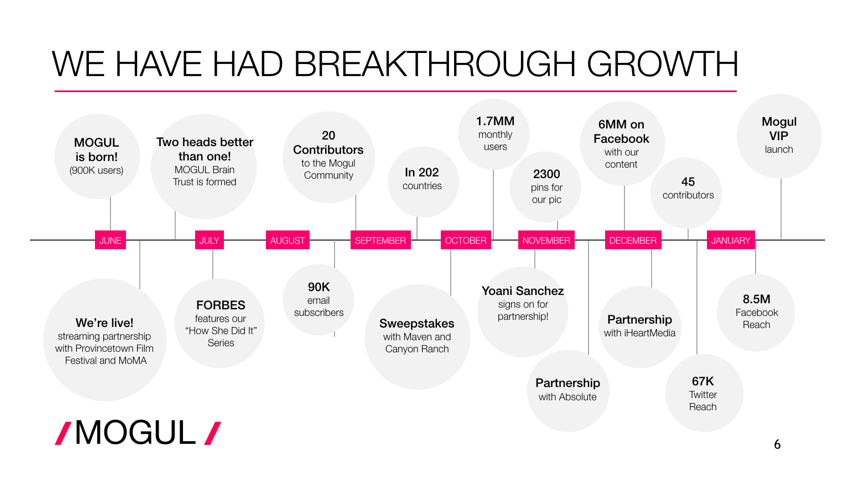 WE HAVE HAD BREAKTHROUGH GROWTH
MOGUL
is born!
(900K users)
Two heads better
than one!
MOGUL Brain
Trust is formed
20
Contributors
to the Mogul
Community
In 202
countries
1.7MM
monthly
users
2300
pins for
our pic
6MM on
Facebook
with our
content
45
contributors
Mogul
VIP
launch
JUNE
JULY
AUGUST
SEPTEMBER
OCTOBER
NOVEMBER
DECEMBER
JANUARY
We're live!
streaming partnership
with Provincetown Film
Festival and MoMA
FORBES
features our
“How She Did It”
Series
90K
email
subscribers
Sweepstakes
with Maven and
Canyon Ranch
Yoani Sanchez
signs on for
partnership!
Partnership
with Absolute
Partnership
with iHeartMedia
67K
Twitter
Reach
8.5M
Facebook
Reach
/MOGUL /
6